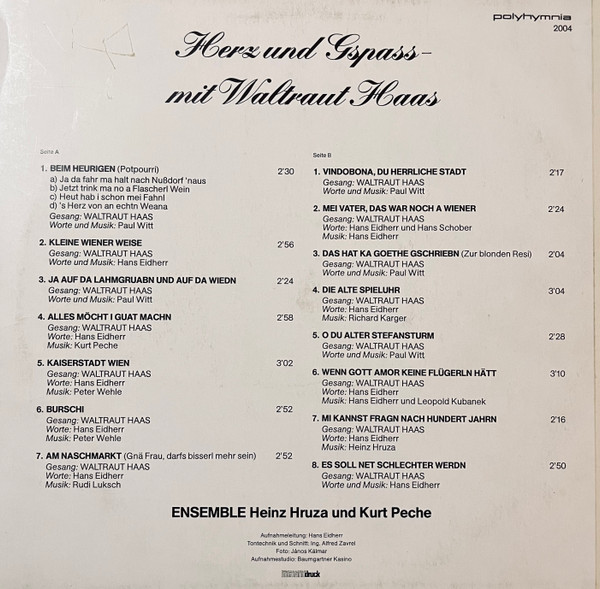 polyhymnia
2004
Herz und Gspass –
mit Waltraut Haas
Seite A
1. BEIM HEURIGEN (Potpourri) 2'30
a) Ja da fahr ma halt nach Nußdorf 'naus
b) Jetzt trink ma no a Flascherl Wein
c) Heut hab i schon mei Fahnl
d) 's Herz von an echtn Weana
Gesang: WALTRAUT HAAS
Worte und Musik: Paul Witt
2. KLEINE WIENER WEISE 2'56
Gesang: WALTRAUT HAAS
Worte und Musik: Hans Eidherr
3. JA AUF DA LAHMGRUABN UND AUF DA WIEDN 2'24
Gesang: WALTRAUT HAAS
Worte und Musik: Paul Witt
4. ALLES MÖCHT I GUAT MACHN 2'58
Gesang: WALTRAUT HAAS
Worte: Hans Eidherr
Musik: Kurt Peche
5. KAISERSTADT WIEN 3'02
Gesang: WALTRAUT HAAS
Worte: Hans Eidherr
Musik: Peter Wehle
6. BURSCHI 2'52
Gesang: WALTRAUT HAAS
Worte: Hans Eidherr
Musik: Peter Wehle
7. AM NASCHMARKT (Gnä Frau, darfs bisserl mehr sein) 2'52
Gesang: WALTRAUT HAAS
Worte: Hans Eidherr
Musik: Rudi Luksch
Seite B
1. VINDOBONA, DU HERRLICHE STADT 2'17
Gesang: WALTRAUT HAAS
Worte und Musik: Paul Witt
2. MEI VATER, DAS WAR NOCH A WIENER 2'24
Gesang: WALTRAUT HAAS
Worte: Hans Eidherr und Hans Schober
Musik: Hans Eidherr
3. DAS HAT KA GOETHE GSCHRIEBN (Zur blonden Resi) 2'04
Gesang: WALTRAUT HAAS
Worte und Musik: Paul Witt
4. DIE ALTE SPIELUHR 3'04
Gesang: WALTRAUT HAAS
Worte: Hans Eidherr
Musik: Richard Karger
5. O DU ALTER STEFANSTURM 2'28
Gesang: WALTRAUT HAAS
Worte und Musik: Paul Witt
6. WENN GOTT AMOR KEINE FLÜGERLN HÄTT 3'10
Gesang: WALTRAUT HAAS
Worte: Hans Eidherr
Musik: Hans Eidherr und Leopold Kubanek
7. MI KANNST FRAGN NACH HUNDERT JAHRN 2'16
Gesang: WALTRAUT HAAS
Worte: Hans Eidherr
Musik: Heinz Hruza
8. ES SOLL NET SCHLECHTER WERDN 2'50
Gesang: WALTRAUT HAAS
Worte und Musik: Hans Eidherr
ENSEMBLE Heinz Hruza und Kurt Peche
Aufnahmeleitung: Hans Eidherr
Tontechnik und Schnitt: Ing. Alfred Zavrel
Foto: János Kálmar
Aufnahmestudio: Baumgartner Kasino